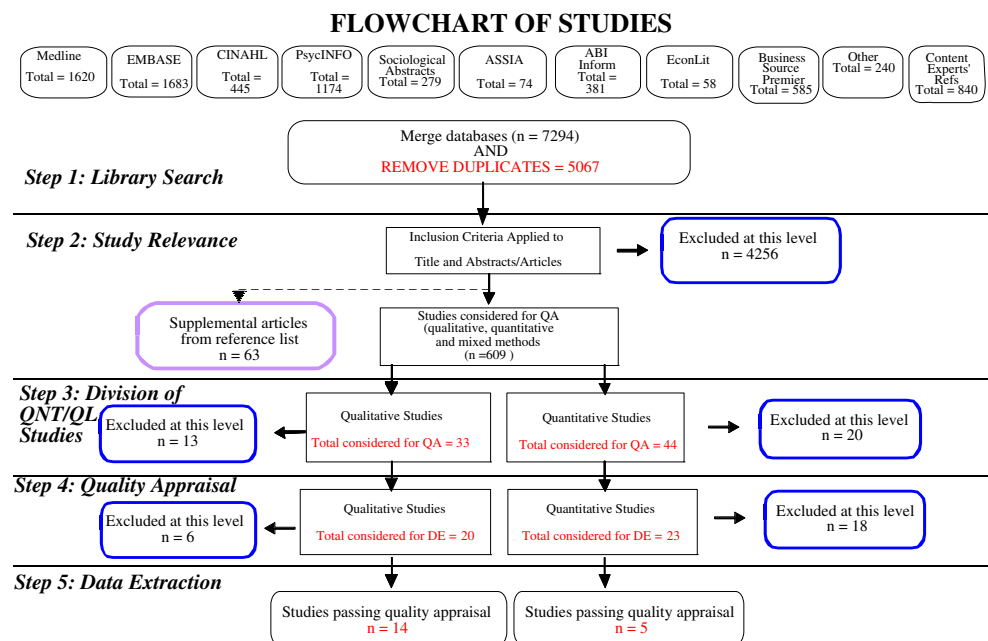 FLOWCHART OF STUDIES
Medline
Total = 1620
EMBASE
Total = 1683
CINAHL
Total =
445
PsycINFO
Total =
1174
Sociological
Abstracts
Total = 279
ASSIA
Total = 74
ABI
Inform
Total =
381
EconLit
Total = 58
Business
Source
Premier
Total = 585
Other
Total = 240
Content
Experts'
Refs
Total = 840
Merge databases (n = 7294)
AND
REMOVE DUPLICATES = 5067
Step 1: Library Search
Step 2: Study Relevance
Inclusion Criteria Applied to
Title and Abstracts/Articles
Excluded at this level
n = 4256
Supplemental articles
from reference list
n = 63
Studies considered for QA
(qualitative, quantitative
and mixed methods
(n =609 )
Step 3: Division of
QNT/QL
Studies
Excluded at this level
n = 13
Qualitative Studies
Total considered for QA = 33
Quantitative Studies
Total considered for QA = 44
Excluded at this level
n = 20
Step 4: Quality Appraisal
Excluded at this level
n = 6
Qualitative Studies
Total considered for DE = 20
Quantitative Studies
Total considered for DE = 23
Excluded at this level
n = 18
Step 5: Data Extraction
Studies passing quality appraisal
n = 14
Studies passing quality appraisal
n = 5